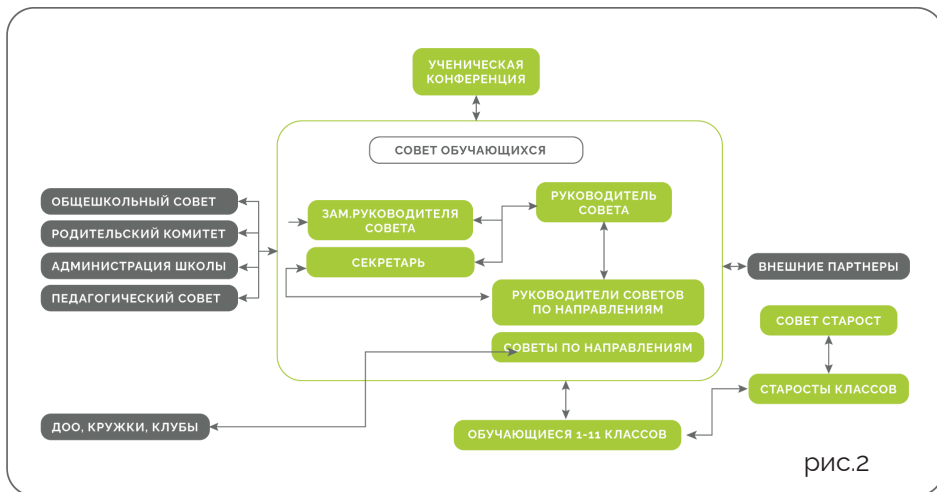 УЧЕНИЧЕСКАЯ
КОНФЕРЕНЦИЯ
СОВЕТ ОБУЧАЮЩИХСЯ
ОБЩЕШКОЛЬНЫЙ СОВЕТ
РОДИТЕЛЬСКИЙ КОМИТЕТ
АДМИНИСТРАЦИЯ ШКОЛЫ
ПЕДАГОГИЧЕСКИЙ СОВЕТ
ЗАМ.РУКОВОДИТЕЛЯ
СОВЕТА
РУКОВОДИТЕЛЬ
СОВЕТА
СЕКРЕТАРЬ
РУКОВОДИТЕЛИ СОВЕТОВ
ПО НАПРАВЛЕНИЯМ
СОВЕТЫ ПО НАПРАВЛЕНИЯМ
ВНЕШНИЕ ПАРТНЕРЫ
СОВЕТ СТАРОСТ
СТАРОСТЫ КЛАССОВ
ДОО, КРУЖКИ, КЛУБЫ
ОБУЧАЮЩИЕСЯ 1-11 КЛАССОВ
рис.2